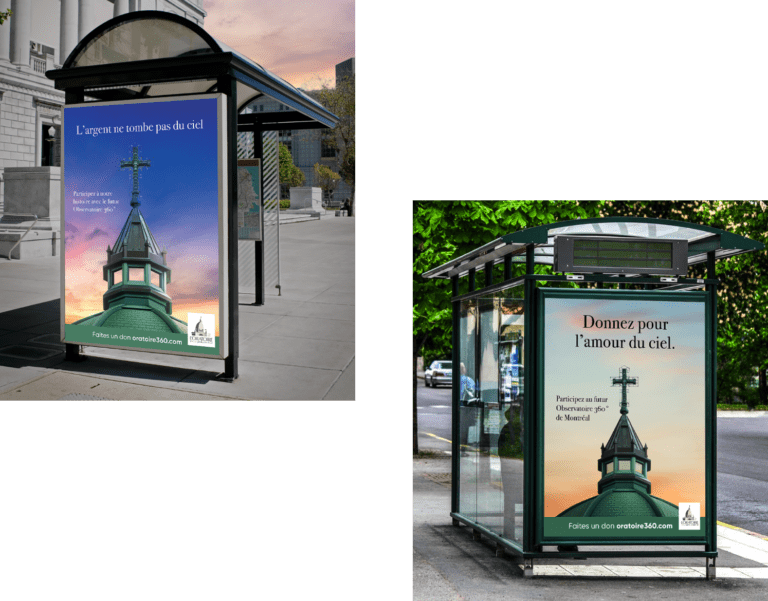 L'argent ne tombe pas du ciel
Participez à notre
histoire avec le futur
Observatoire 360°
Faites un don oratoire360.com
Donnez pour
l'amour du ciel.
Participez au futur
Observatoire 360°
de Montréal
Faites un don oratoire360.com